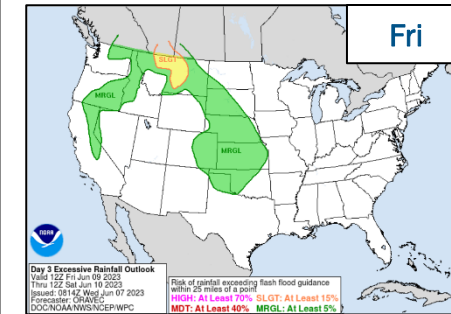 Fri
SLGT
MRGL
MRGL
NOAA
Day 3 Excessive Rainfall Outlook
Valid 12Z Fri Jun 09 2023
Thru 12Z Sat Jun 10 2023
Issued: 0814Z Wed Jun 07 2023
Forecaster: ORAVEC
DOC/NOAA/NWS/NCEP/WPC
Risk of rainfall exceeding flash flood guidance
within 25 miles of a point
HIGH: At Least 70% SLGT: At Least 15%
MDT: At Least 40% MRGL: At Least 5%